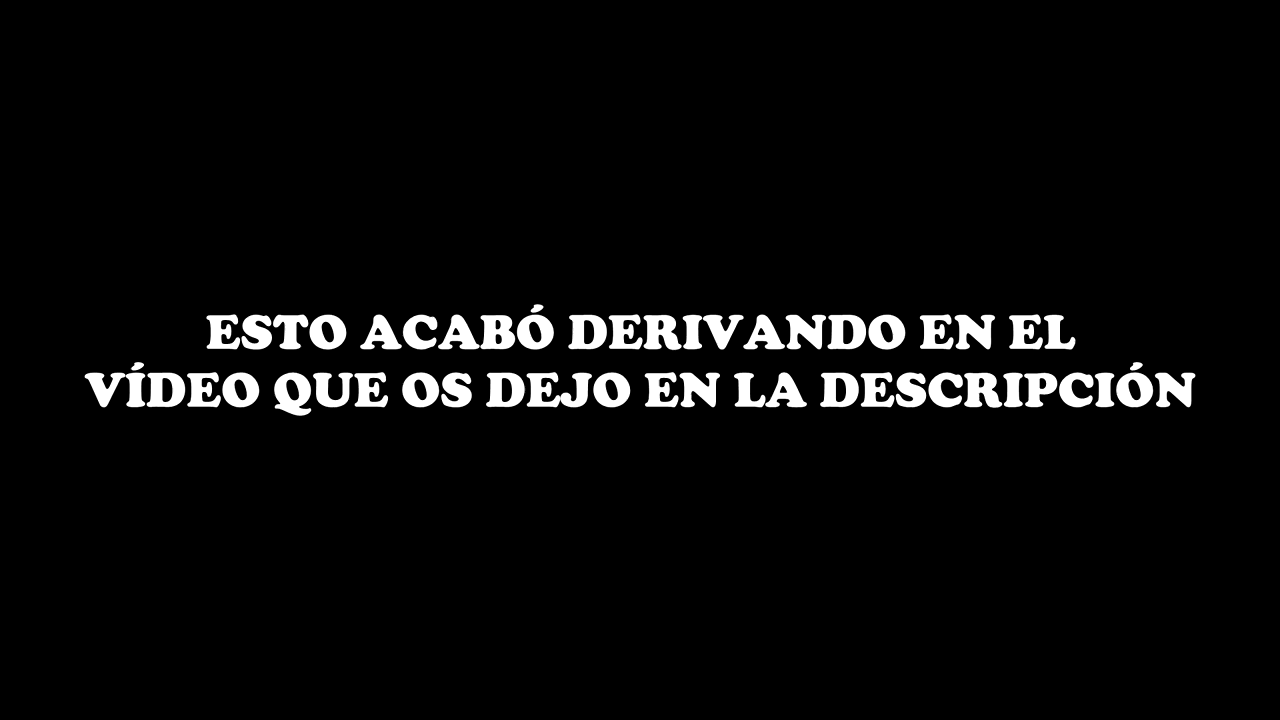 ESTO ACABÓ DERIVANDO EN EL
VÍDEO QUE OS DEJO EN LA DESCRIPCIÓN